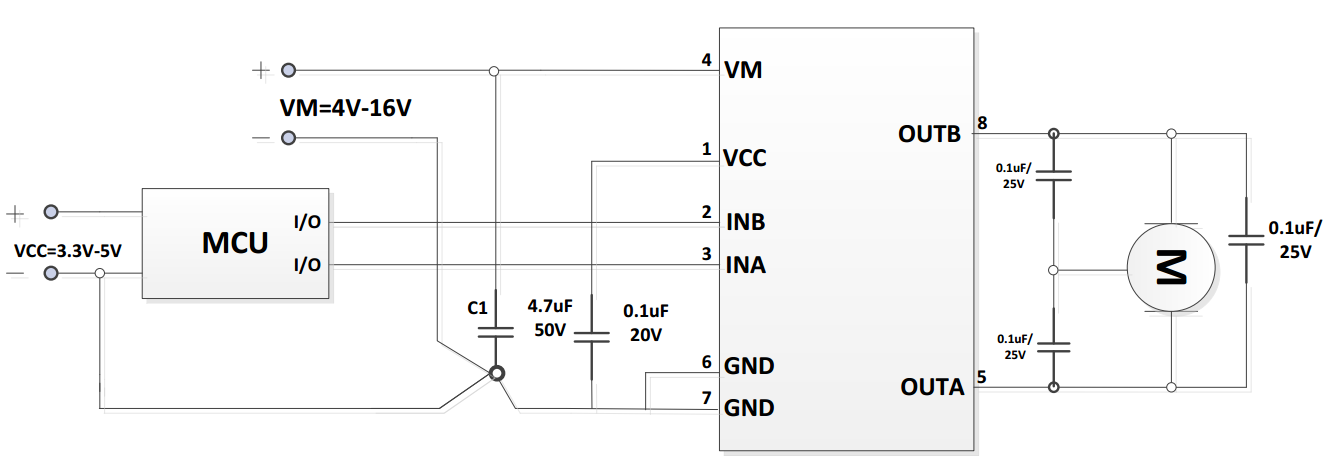 +
VM=4V-16V
−
+
VCC=3.3V-5V
−
MCU
I/O
I/O
C1
4.7uF
50V
0.1uF
20V
4
VM
1
VCC
2
INB
3
INA
6
GND
7
GND
OUTB
8
OUTA
5
0.1uF/
25V
0.1uF/
25V
M
0.1uF/
25V